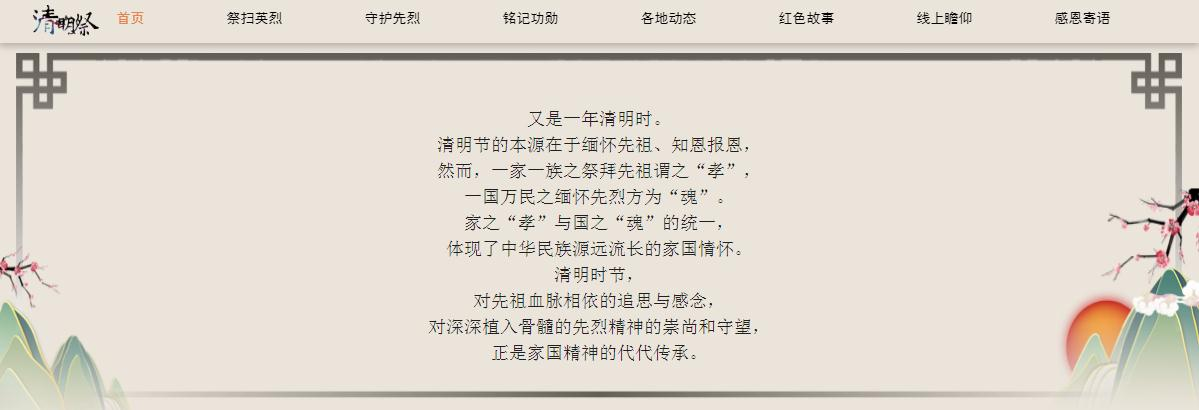 清明祭 首页 祭扫英烈 守护先烈 铭记功勋 各地动态 红色故事 线上瞻仰 感恩寄语
又是一年清明时。
清明节的本源在于缅怀先祖、知恩报恩，
然而，一家一族之祭拜先祖谓之“孝”，
一国万民之缅怀先烈方为“魂”。
家之“孝”与国之“魂”的统一，
体现了中华民族源远流长的家国情怀。
清明时节，
对先祖血脉相依的追思与感念，
对深深植入骨髓的先烈精神的崇尚和守望，
正是家国精神的代代传承。